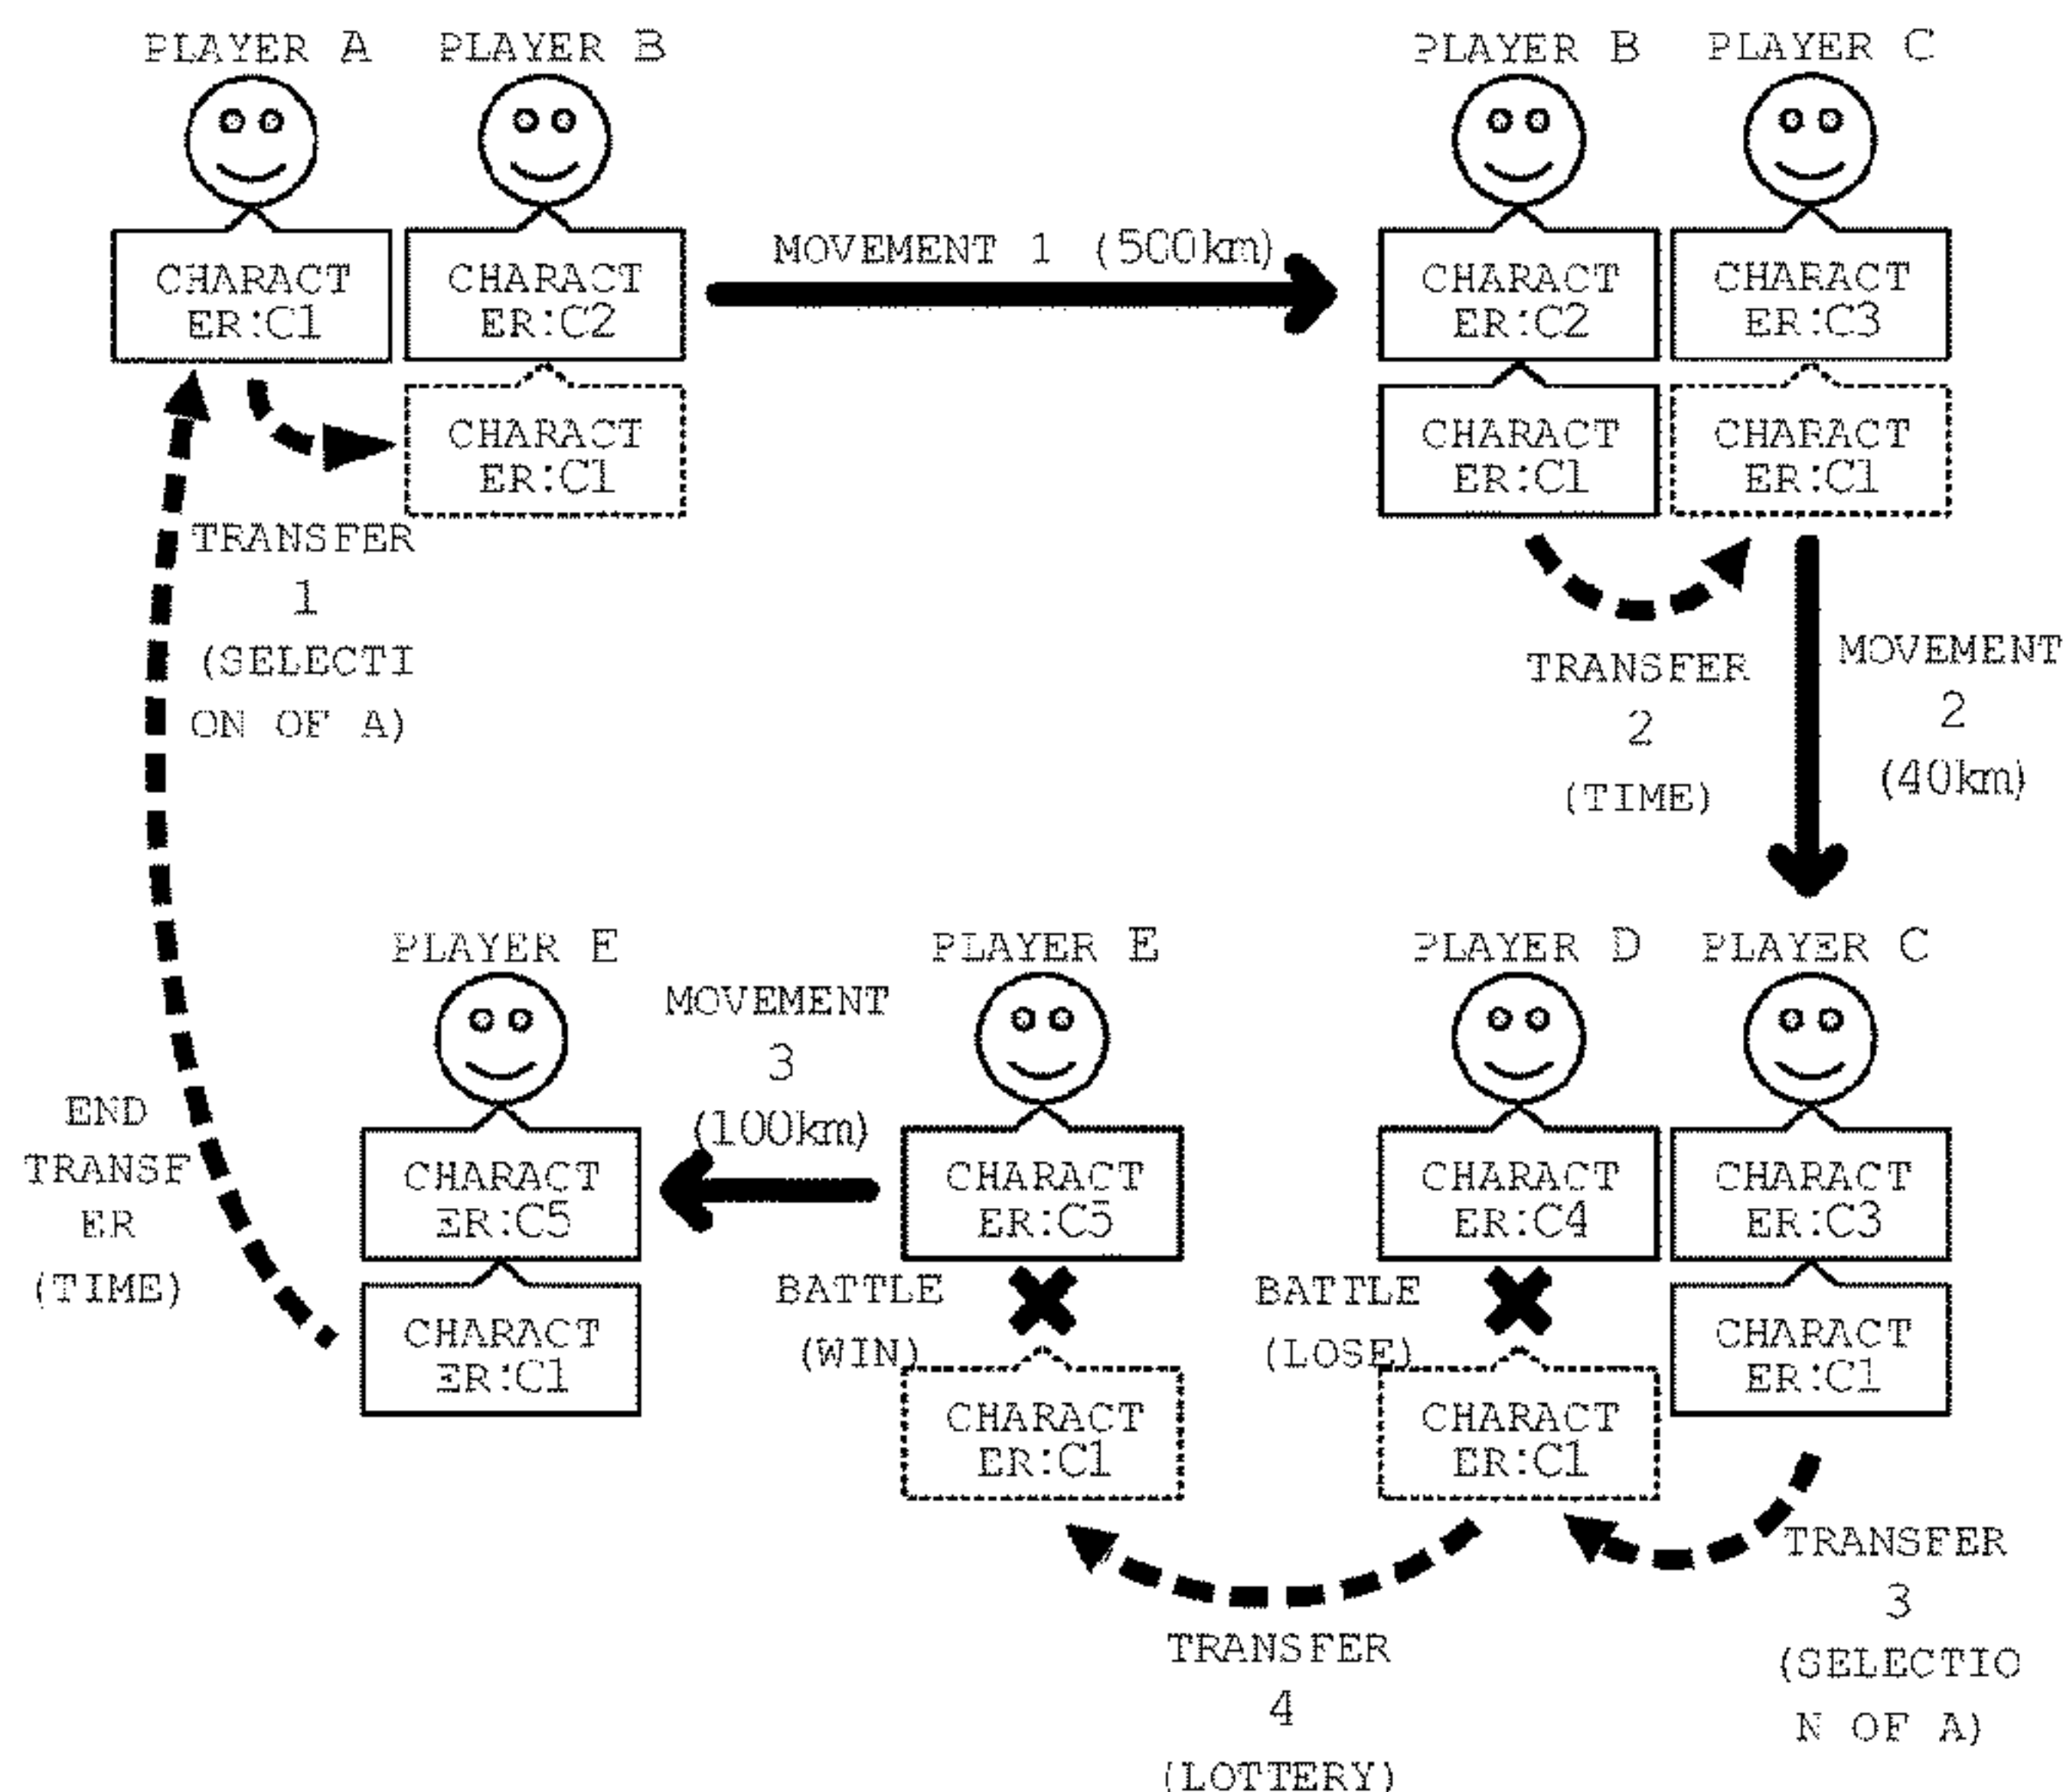 PLAYER A
PLAYER B
CHARACT
ER:C1
CHARACT
ER:C2
CHARACT
ER:C1
TRANSFER
1
(SELECTI
ON OF A)
MOVEMENT 1 (500km)
PLAYER B
PLAYER C
CHARACT
ER:C2
CHARACT
ER:C3
CHARACT
ER:C1
CHARACT
ER:C1
TRANSFER
2
(TIME)
MOVEMENT
2
(40km)
PLAYER D
PLAYER C
CHARACT
ER:C4
CHARACT
ER:C3
BATTLE
(LOSE)
CHARACT
ER:C1
CHARACT
ER:C1
TRANSFER
3
(SELECTIO
N OF A)
TRANSFER
4
(LOTTERY)
PLAYER E
CHARACT
ER:C5
BATTLE
(WIN)
CHARACT
ER:C1
MOVEMENT
3
(100km)
PLAYER E
CHARACT
ER:C5
CHARACT
ER:C1
END
TRANSF
ER
(TIME)